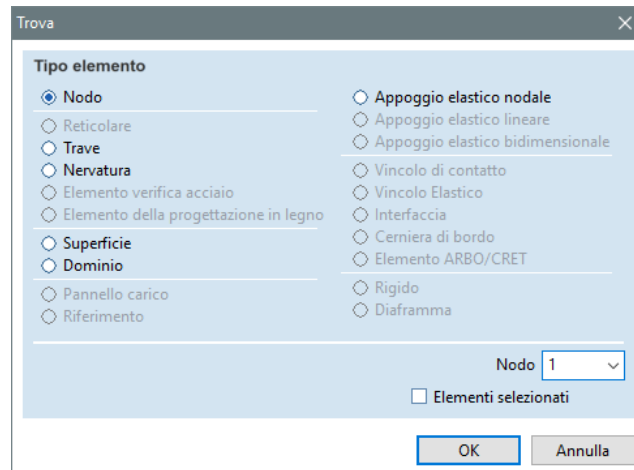 Trova
Tipo elemento
Nodo
Reticolare
Trave
Nervatura
Elemento verifica acciaio
Elemento della progettazione in legno
Superficie
Dominio
Pannello carico
Riferimento
Appoggio elastico nodale
Appoggio elastico lineare
Appoggio elastico bidimensionale
Vincolo di contatto
Vincolo Elastico
Interfaccia
Cerniera di bordo
Elemento ARBO/CRET
Rigido
Diaframma
Nodo 1
Elementi selezionati
OK Annulla